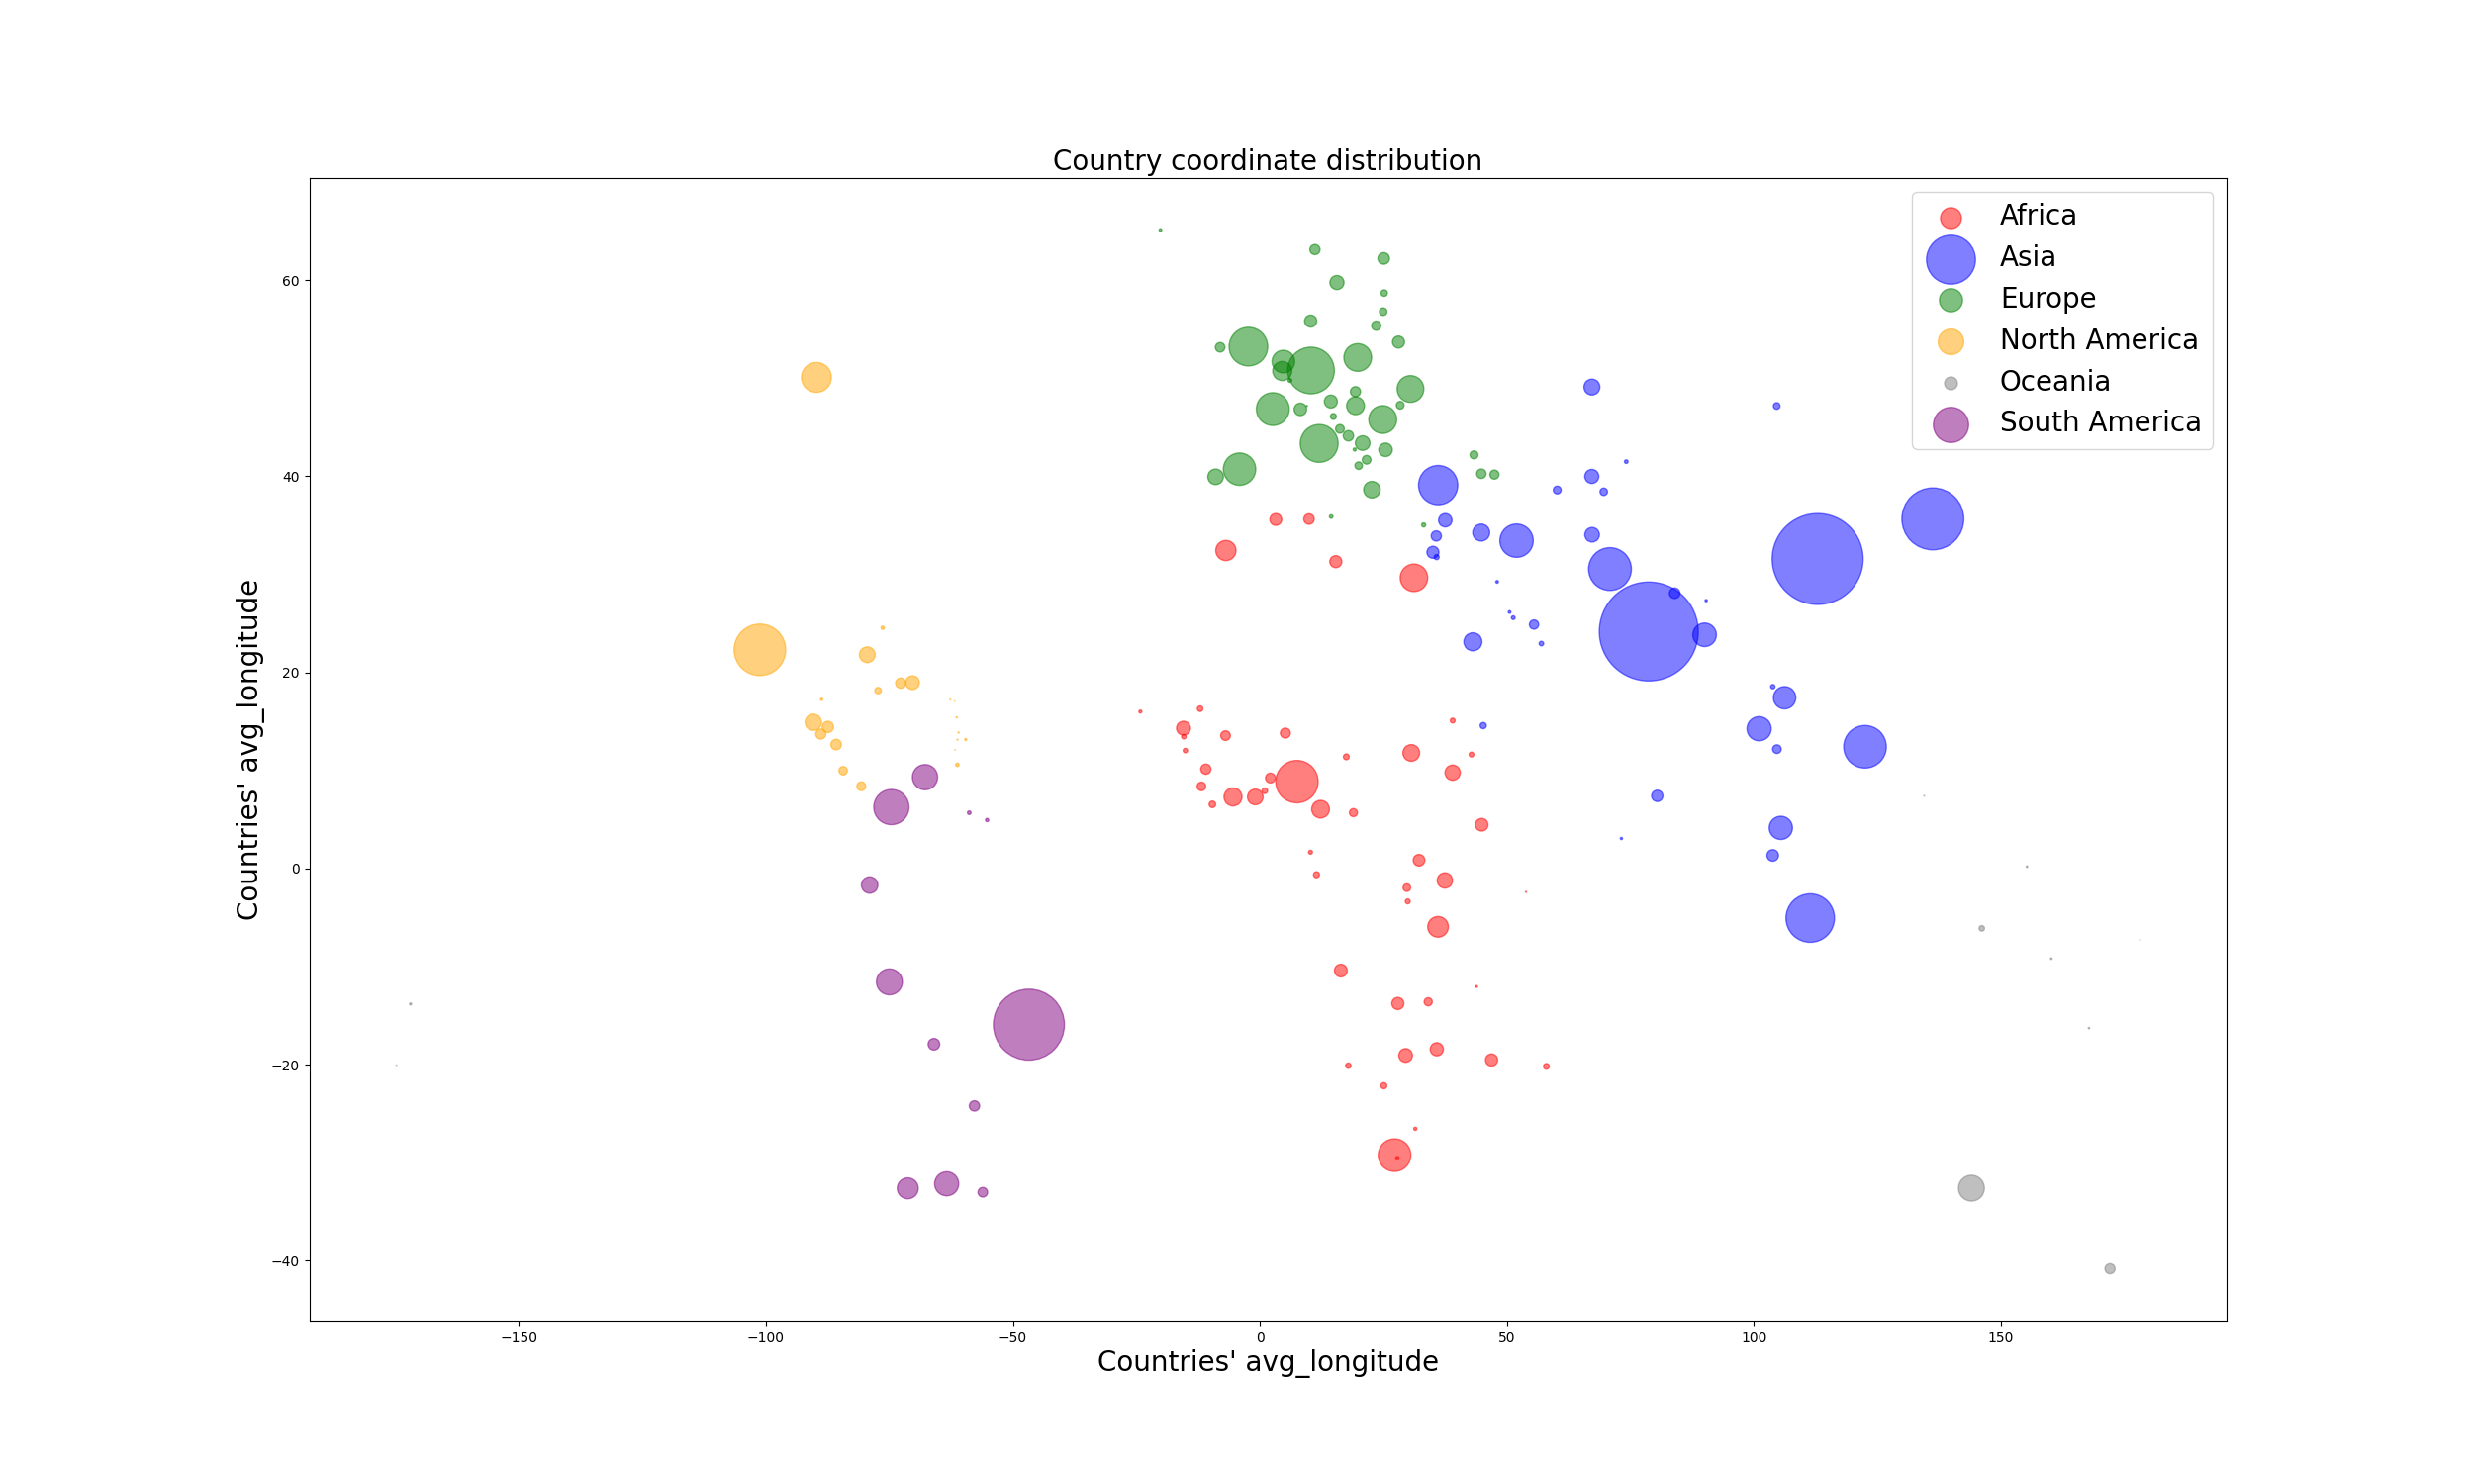 Country coordinate distribution
Africa
Asia
Europe
North America
Oceania
South America
60
40
20
0
−20
−40
Countries' avg_longitude
−150
−100
−50
0
50
100
150
Countries' avg_longitude